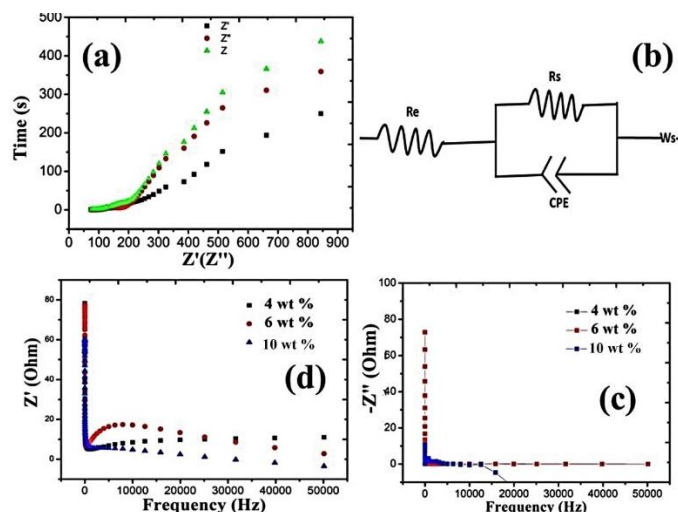 500
400
300
200
100
0
Time (s)
(a)
Z'
Z"
Z
0 100 200 300 400 500 600 700 800 900
Z'(Z")
(b)
Re
Rs
CPE
Ws
80
60
40
20
0
Z' (Ohm)
4 wt %
6 wt %
10 wt %
(d)
0 10000 20000 30000 40000 50000
Frequency (Hz)
100
80
60
40
20
0
-Z" (Ohm)
4 wt %
6 wt %
10 wt %
(c)
0 10000 20000 30000 40000 50000
Frequency (Hz)